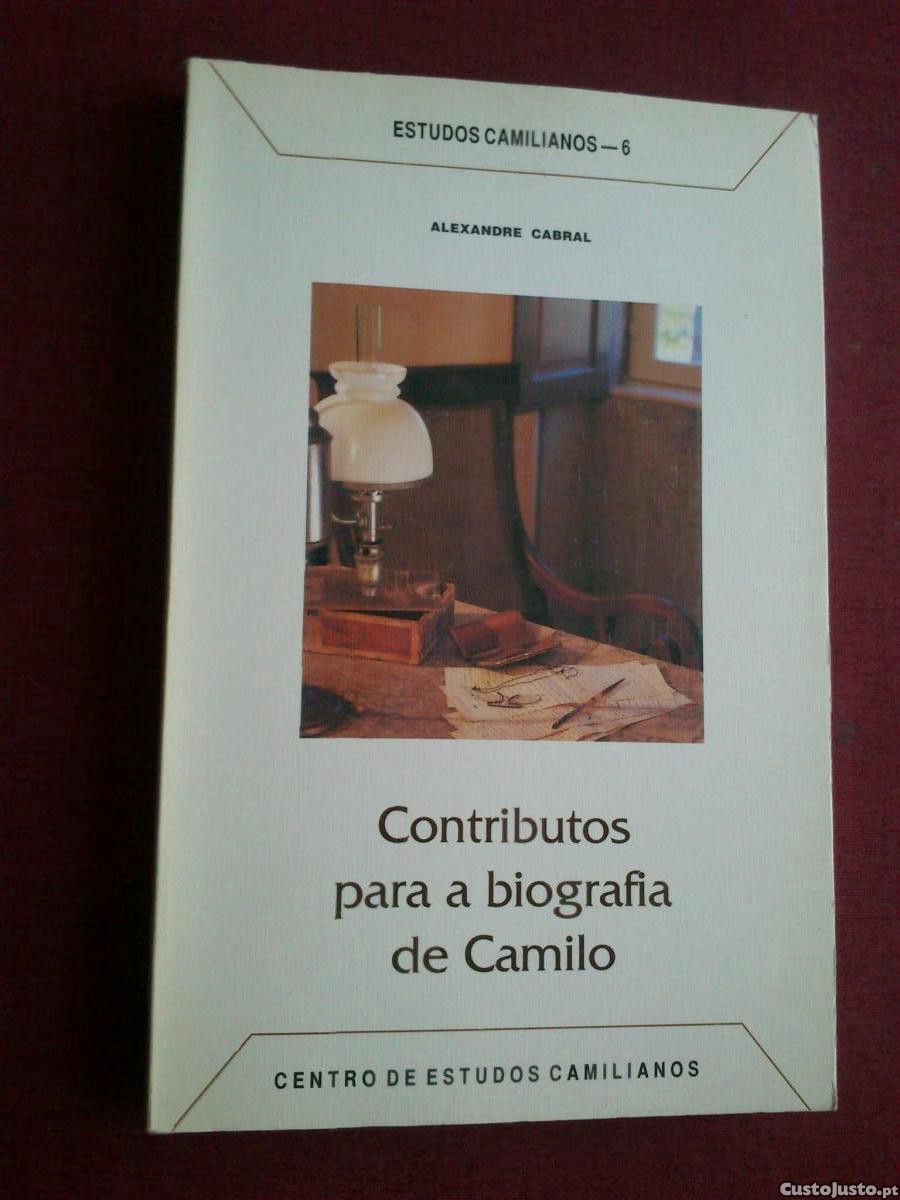 ESTUDOS CAMILIANOS — 6
ALEXANDRE CABRAL
Contributos
para a biografia
de Camilo
CENTRO DE ESTUDOS CAMILIANOS
CustoJusto.pt